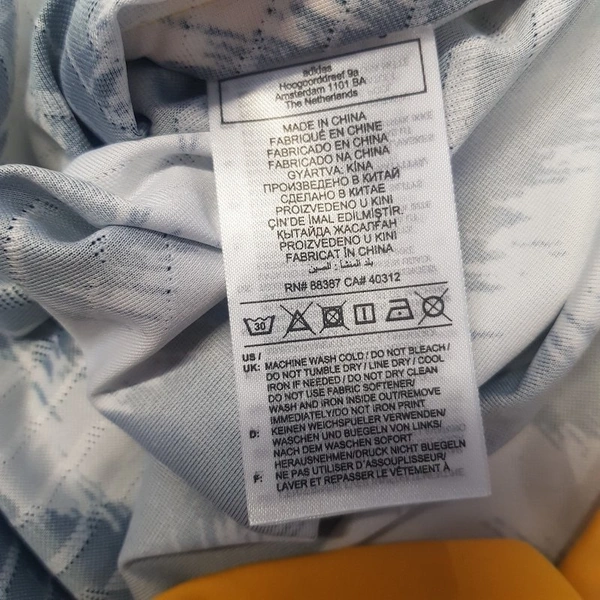 adidas
Hoogoorddreef 9a
Amsterdam 1101 BA
The Netherlands
MADE IN CHINA
FABRIQUÉ EN CHINE
FABRICADO EN CHINA
FABRICADO NA CHINA
GYÁRTVA: KÍNA
ПРОИЗВЕДЕНО В КИТАЙ
СДЕЛАНО В КИТАЕ
PROIZVEDENO U KINI
ÇİN'DE İMAL EDİLMİŞTİR.
ҚЫТАЙДА ЖАСАЛҒАН
PROIZVEDENO U KINI
FABRICAT ÎN CHINA
بلد المنشأ : الصين
RN# 88387 CA# 40312
30
US /
UK: MACHINE WASH COLD / DO NOT BLEACH /
DO NOT TUMBLE DRY / LINE DRY / COOL
IRON IF NEEDED / DO NOT DRY CLEAN
DO NOT USE FABRIC SOFTENER/
WASH AND IRON INSIDE OUT/REMOVE
IMMEDIATELY/DO NOT IRON PRINT
D: KEINEN WEICHSPUELER VERWENDEN/
WASCHEN UND BUEGELN VON LINKS/
NACH DEM WASCHEN SOFORT
HERAUSNEHMEN/DRUCK NICHT BUEGELN
F: NE PAS UTILISER D'ASSOUPLISSEUR/
LAVER ET REPASSER LE VÊTEMENT À